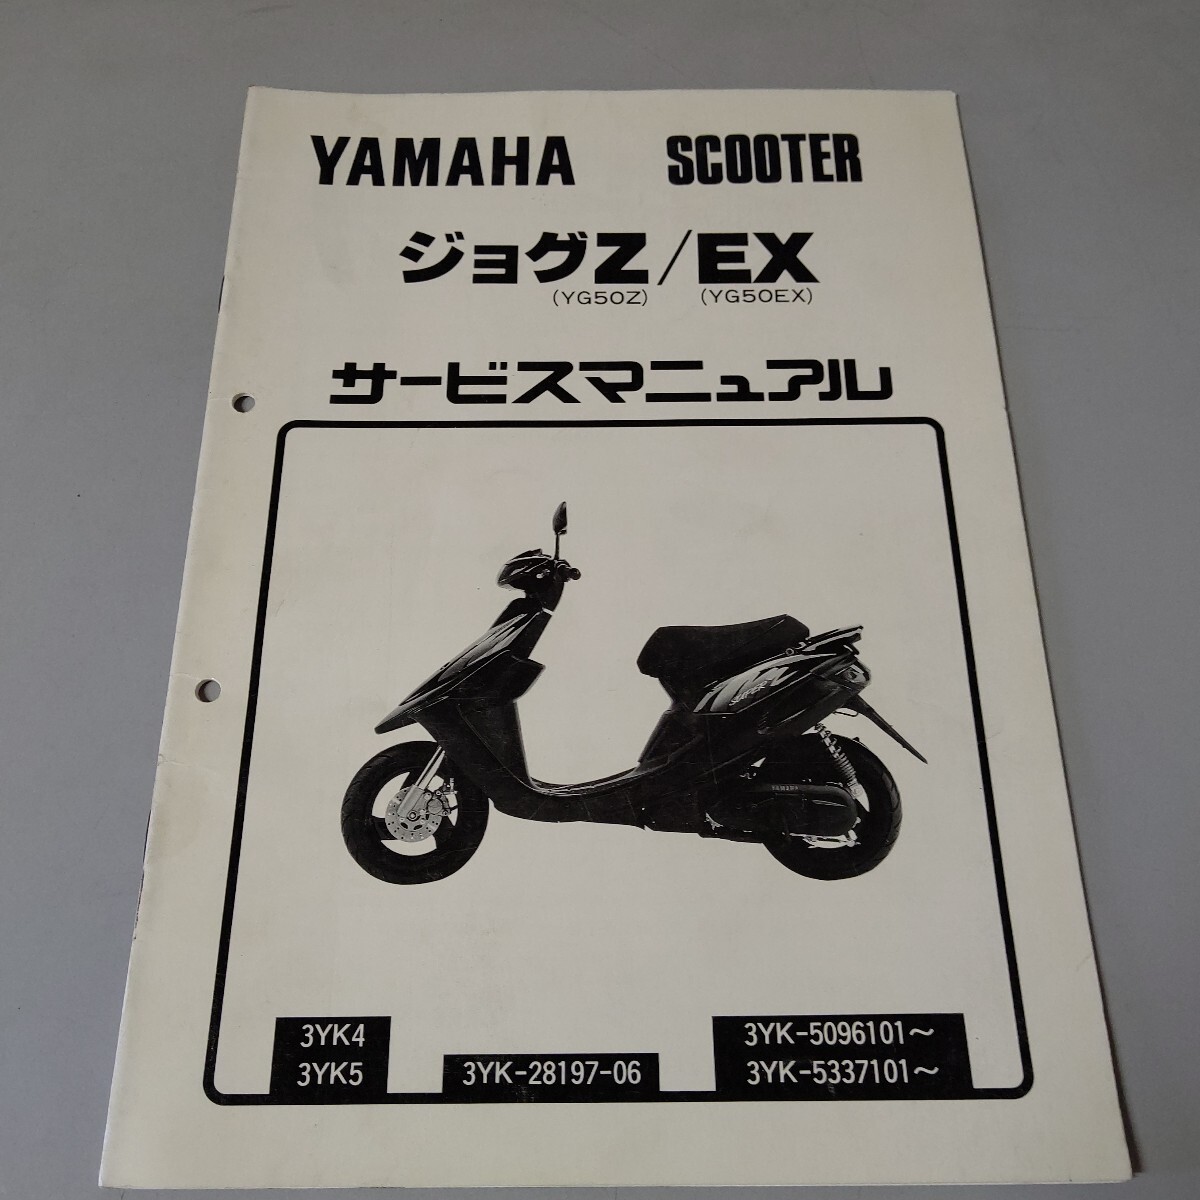 YAMAHA SCOOTER
ジョグZ/EX
(YG50Z) (YG50EX)
サービスマニュアル
YAMAHA
3YK4
3YK5
3YK-28197-06
3YK-5096101～
3YK-5337101～